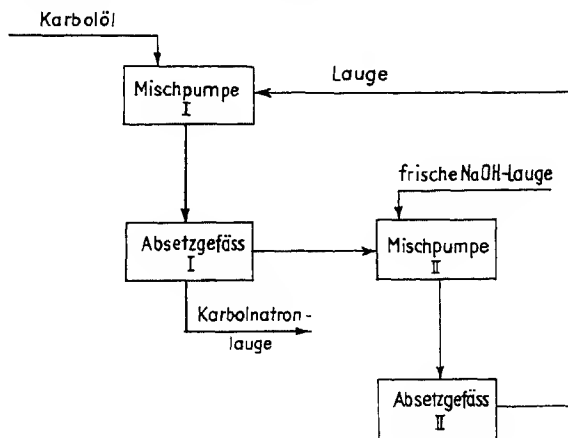 Karbolöl
Mischpumpe
I
Lauge
frische NaOH-Lauge
Absetzgefäss
I
Mischpumpe
II
Karbolnatron-
lauge
Absetzgefäss
II